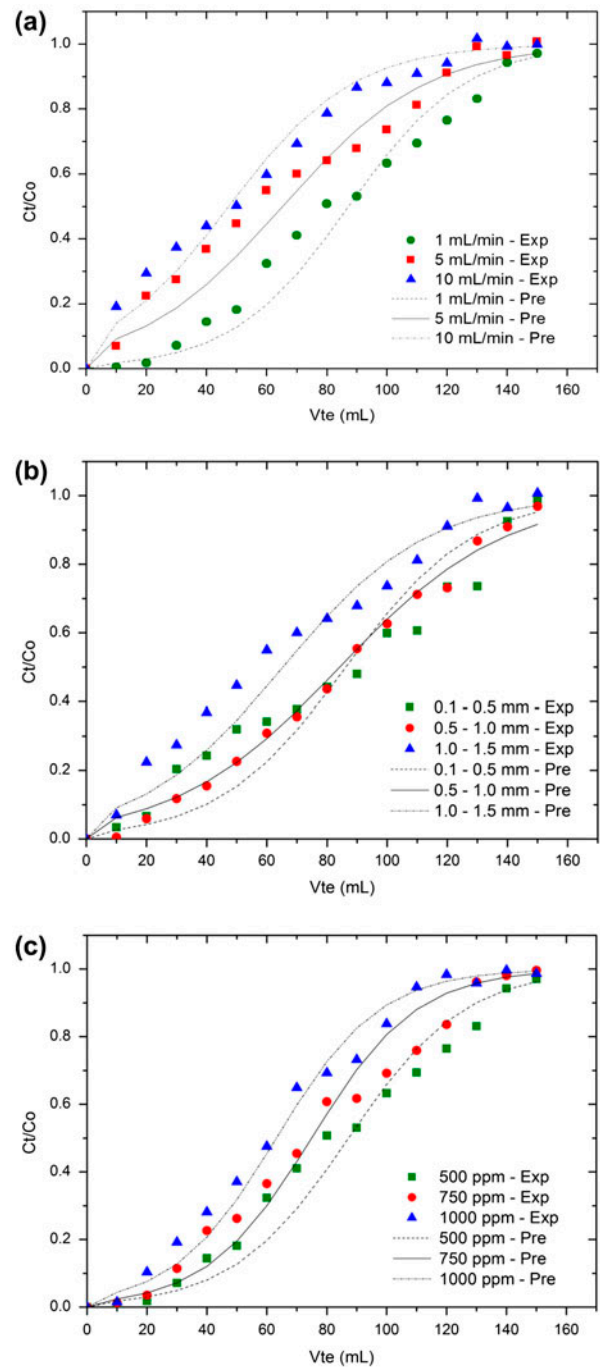 (a)
1.0
0.8
0.6
0.4
0.2
0.0
Ct/Co
1 mL/min - Exp
5 mL/min - Exp
10 mL/min - Exp
1 mL/min - Pre
5 mL/min - Pre
10 mL/min - Pre
0 20 40 60 80 100 120 140 160
Vte (mL)
(b)
1.0
0.8
0.6
0.4
0.2
0.0
Ct/Co
0.1 - 0.5 mm - Exp
0.5 - 1.0 mm - Exp
1.0 - 1.5 mm - Exp
0.1 - 0.5 mm - Pre
0.5 - 1.0 mm - Pre
1.0 - 1.5 mm - Pre
0 20 40 60 80 100 120 140 160
Vte (mL)
(c)
1.0
0.8
0.6
0.4
0.2
0.0
Ct/Co
500 ppm - Exp
750 ppm - Exp
1000 ppm - Exp
500 ppm - Pre
750 ppm - Pre
1000 ppm - Pre
0 20 40 60 80 100 120 140 160
Vte (mL)